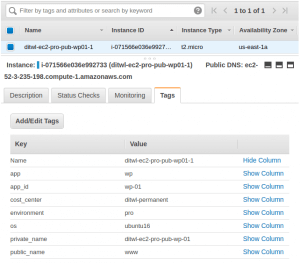 Filter by tags and attributes or search by keyword
1 to 1 of 1
Name Instance ID Instance Type Availability Zone
ditwl-ec2-pro-pub-wp01-1 i-071566e036e9927... t2.micro us-east-1a
Instance: i-071566e036e992733 (ditwl-ec2-pro-pub-wp01-1) Public DNS: ec2-
52-3-235-198.compute-1.amazonaws.com
Description Status Checks Monitoring Tags
Add/Edit Tags
Key Value
Name ditwl-ec2-pro-pub-wp01-1 Hide Column
app wp Show Column
app_id wp-01 Show Column
cost_center ditwl-permanent Show Column
environment pro Show Column
os ubuntu16 Show Column
private_name ditwl-ec2-pro-pub-wp-01 Show Column
public_name www Show Column